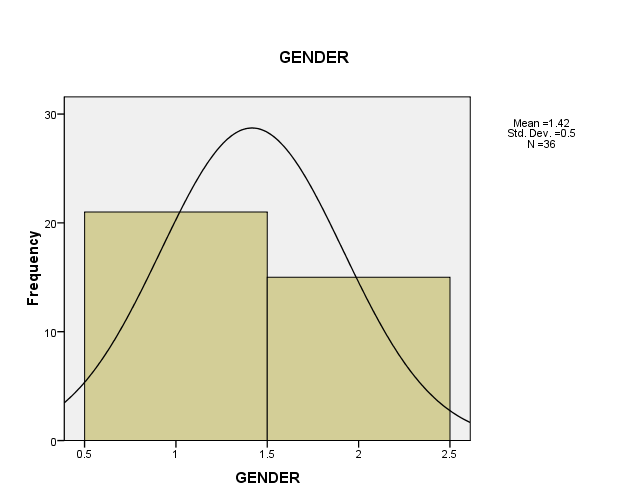 GENDER
Mean =1.42
Std. Dev. =0.5
N =36
Frequency
30
20
10
0
0.5 1 1.5 2 2.5
GENDER